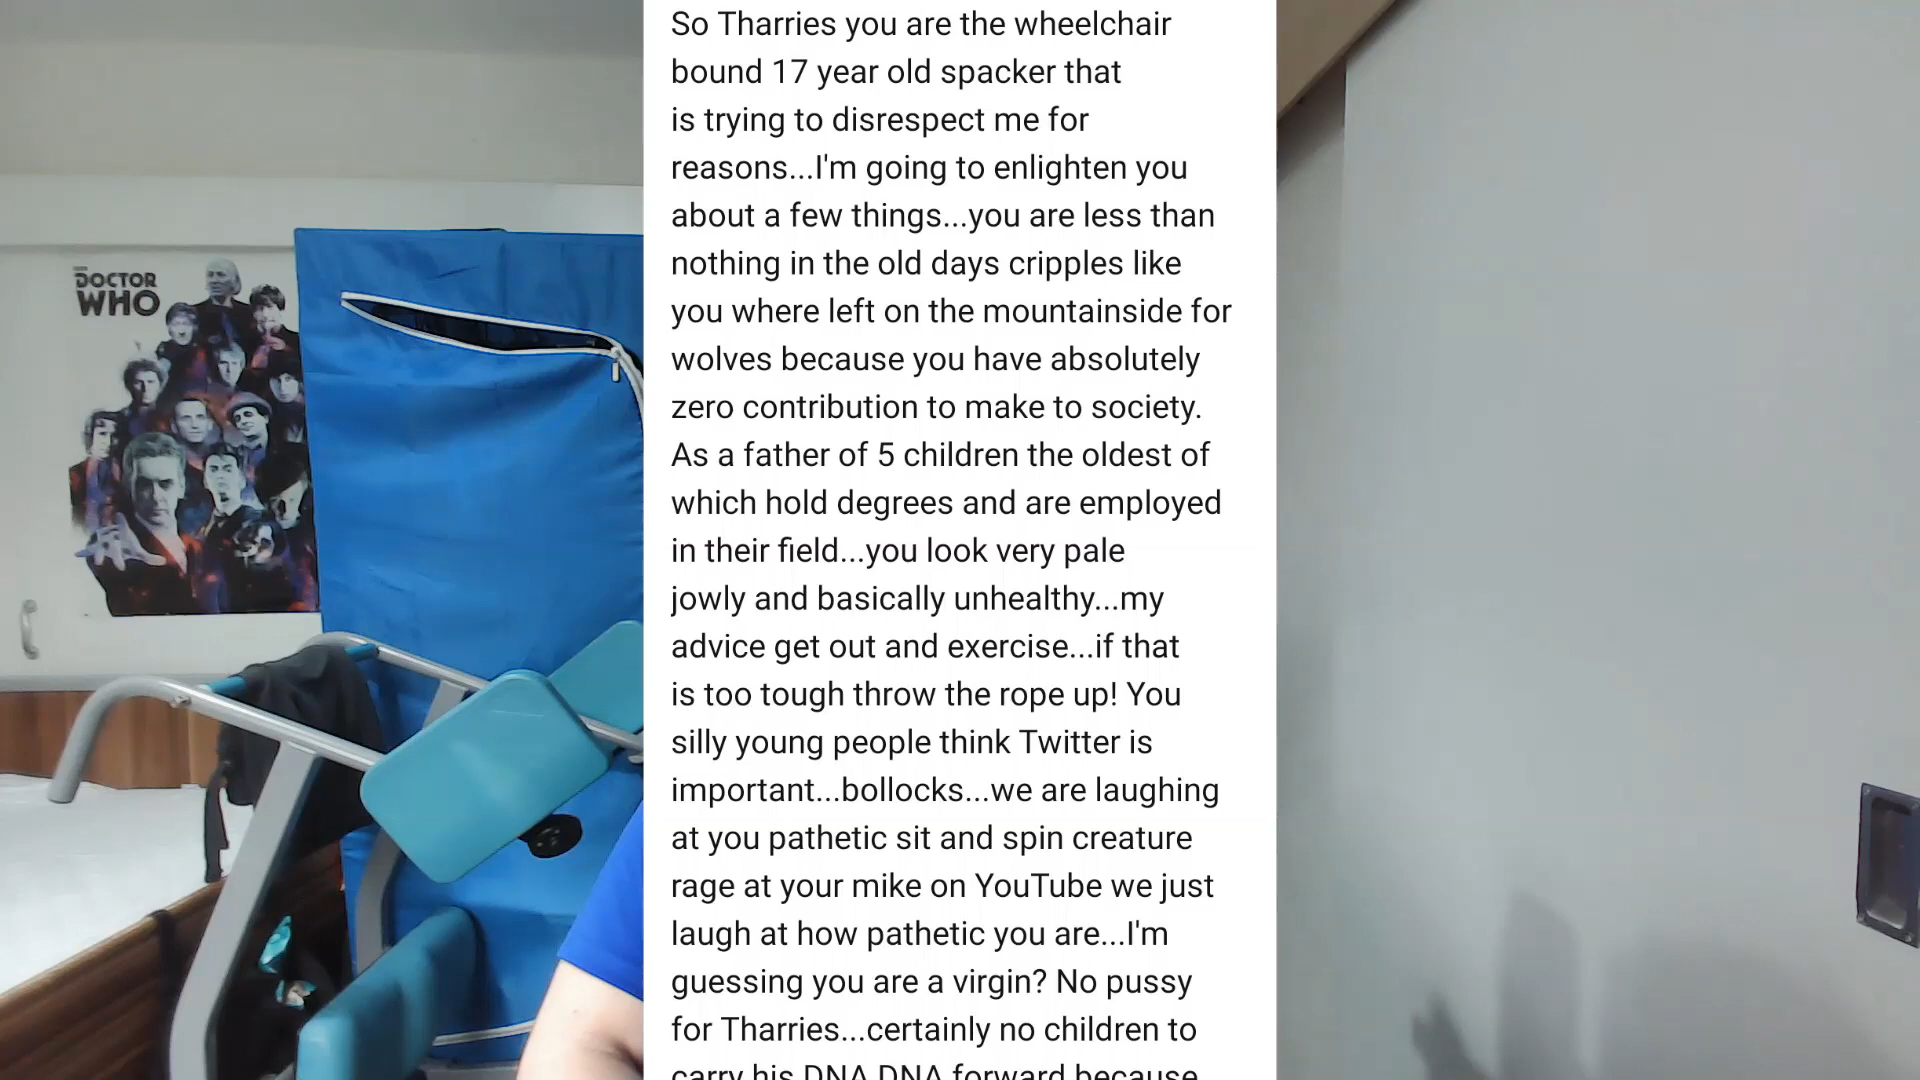 DOCTOR
WHO
So Tharries you are the wheelchair
bound 17 year old spacker that
is trying to disrespect me for
reasons...I'm going to enlighten you
about a few things...you are less than
nothing in the old days cripples like
you where left on the mountainside for
wolves because you have absolutely
zero contribution to make to society.
As a father of 5 children the oldest of
which hold degrees and are employed
in their field...you look very pale
jowly and basically unhealthy...my
advice get out and exercise...if that
is too tough throw the rope up! You
silly young people think Twitter is
important...bollocks...we are laughing
at you pathetic sit and spin creature
rage at your mike on YouTube we just
laugh at how pathetic you are...I'm
guessing you are a virgin? No pussy
for Tharries...certainly no children to
carry his DNA DNA forward because